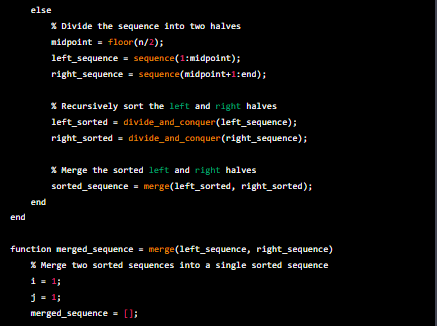 else
% Divide the sequence into two halves
midpoint = floor(n/2);
left_sequence = sequence(1:midpoint);
right_sequence = sequence(midpoint+1:end);
% Recursively sort the left and right halves
left_sorted = divide_and_conquer(left_sequence);
right_sorted = divide_and_conquer(right_sequence);
% Merge the sorted left and right halves
sorted_sequence = merge(left_sorted, right_sorted);
end
end
function merged_sequence = merge(left_sequence, right_sequence)
% Merge two sorted sequences into a single sorted sequence
i = 1;
j = 1;
merged_sequence = [];